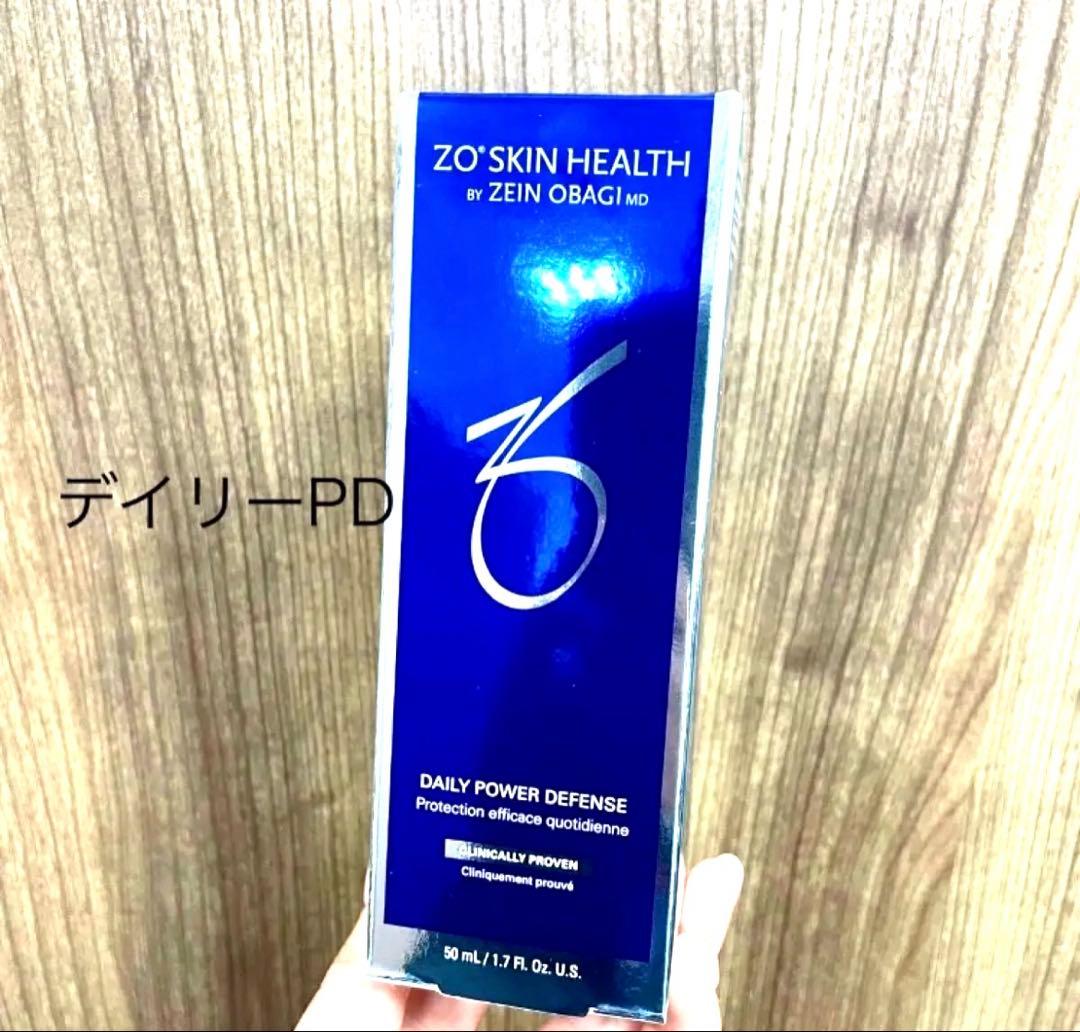 ZO® SKIN HEALTH
BY ZEIN OBAGI MD
デイリーPD
DAILY POWER DEFENSE
Protection efficace quotidienne
CLINICALLY PROVEN
Cliniquement prouvé
50 mL / 1.7 Fl. Oz. U.S.